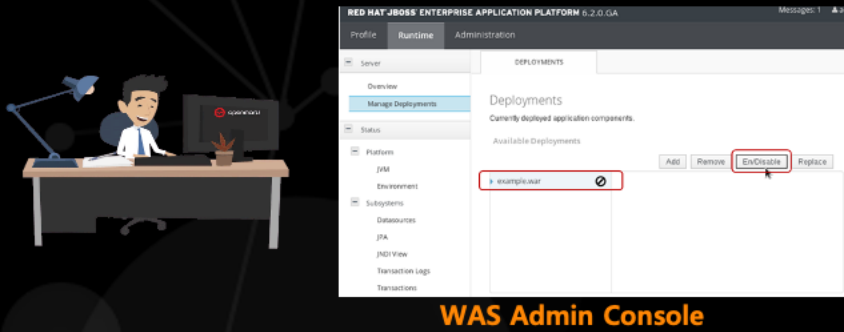 RED HAT JBOSS ENTERPRISE APPLICATION PLATFORM 6.2.0.GA
Messages: 1
Profile
Runtime
Administration
Server
DEPLOYMENTS
Overview
Manage Deployments
Deployments
Currently deployed application components.
Available Deployments
Status
Platform
JVM
Environment
Subsystems
Datasources
JPA
JNDI View
Transaction Logs
Transactions
Add
Remove
En/Disable
Replace
example.war
WAS Admin Console